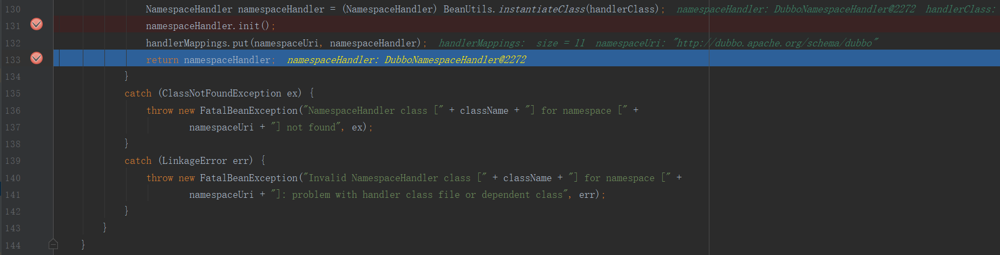 130 NamespaceHandler namespaceHandler = (NamespaceHandler) BeanUtils.instantiateClass(handlerClass); namespaceHandler: DubboNamespaceHandler@2272 handlerClass:
131 namespaceHandler.init();
132 handlerMappings.put(namespaceUri, namespaceHandler); handlerMappings: size = 11 namespaceUri: "http://dubbo.apache.org/schema/dubbo"
133 return namespaceHandler; namespaceHandler: DubboNamespaceHandler@2272
134 }
135 catch (ClassNotFoundException ex) {
136 throw new FatalBeanException("NamespaceHandler class [" + className + "] for namespace [" +
137 namespaceUri + "] not found", ex);
138 }
139 catch (LinkageError err) {
140 throw new FatalBeanException("Invalid NamespaceHandler class [" + className + "] for namespace [" +
141 namespaceUri + "]: problem with handler class file or dependent class", err);
142 }
143 }
144 }